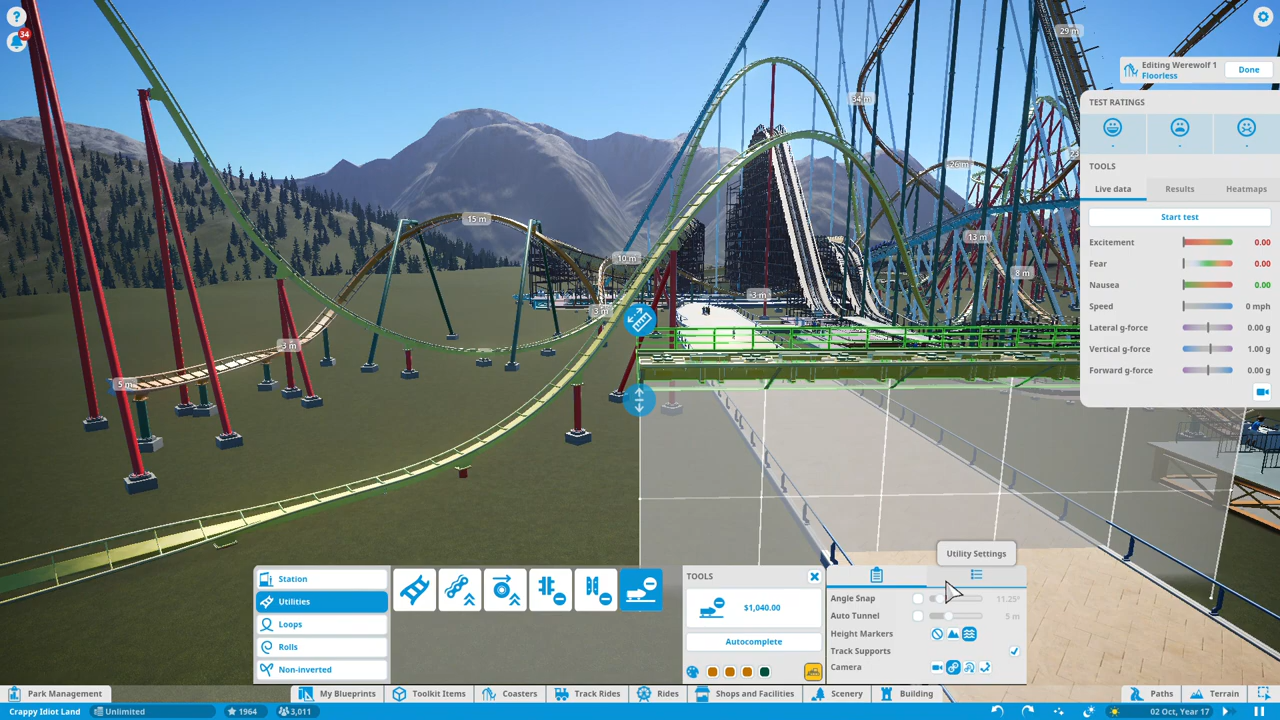 ?
34
29 m
Editing Werewolf 1
Floorless
Done
TEST RATINGS
-
-
-
TOOLS
Live data
Results
Heatmaps
Start test
Excitement
0.00
Fear
0.00
Nausea
0.00
Speed
0 mph
Lateral g-force
0.00 g
Vertical g-force
1.00 g
Forward g-force
0.00 g
15 m
10 m
13 m
8 m
3 m
3 m
3 m
5 m
Utility Settings
Station
Utilities
Loops
Rolls
Non-inverted
TOOLS
$1,040.00
Autocomplete
Angle Snap
11.25°
Auto Tunnel
5 m
Height Markers
Track Supports
Camera
Park Management
My Blueprints
Toolkit Items
Coasters
Track Rides
Rides
Shops and Facilities
Scenery
Building
Paths
Terrain
Crappy Idiot Land
Unlimited
1964
3,011
02 Oct, Year 17